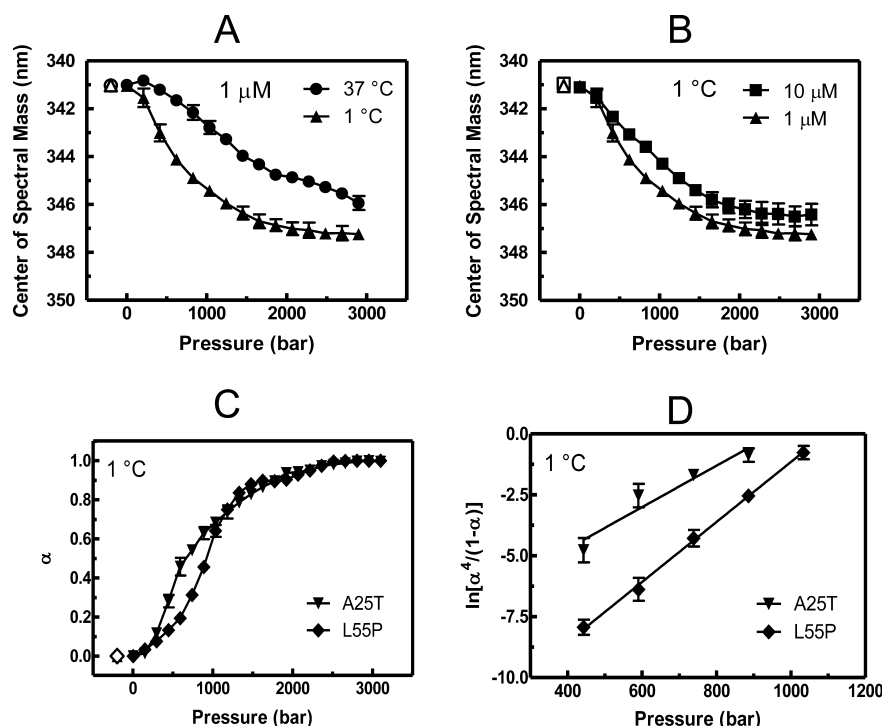 A
B
340
342
344
346
348
350
Center of Spectral Mass (nm)
1 μM
37 °C
1 °C
0
1000
2000
3000
Pressure (bar)
340
342
344
346
348
350
Center of Spectral Mass (nm)
1 °C
10 μM
1 μM
0
1000
2000
3000
Pressure (bar)
C
D
1.0
0.8
0.6
0.4
0.2
0.0
α
1 °C
A25T
L55P
0
1000
2000
3000
Pressure (bar)
0.0
-2.5
-5.0
-7.5
-10.0
ln[α⁴/(1-α)]
1 °C
A25T
L55P
400
600
800
1000
1200
Pressure (bar)